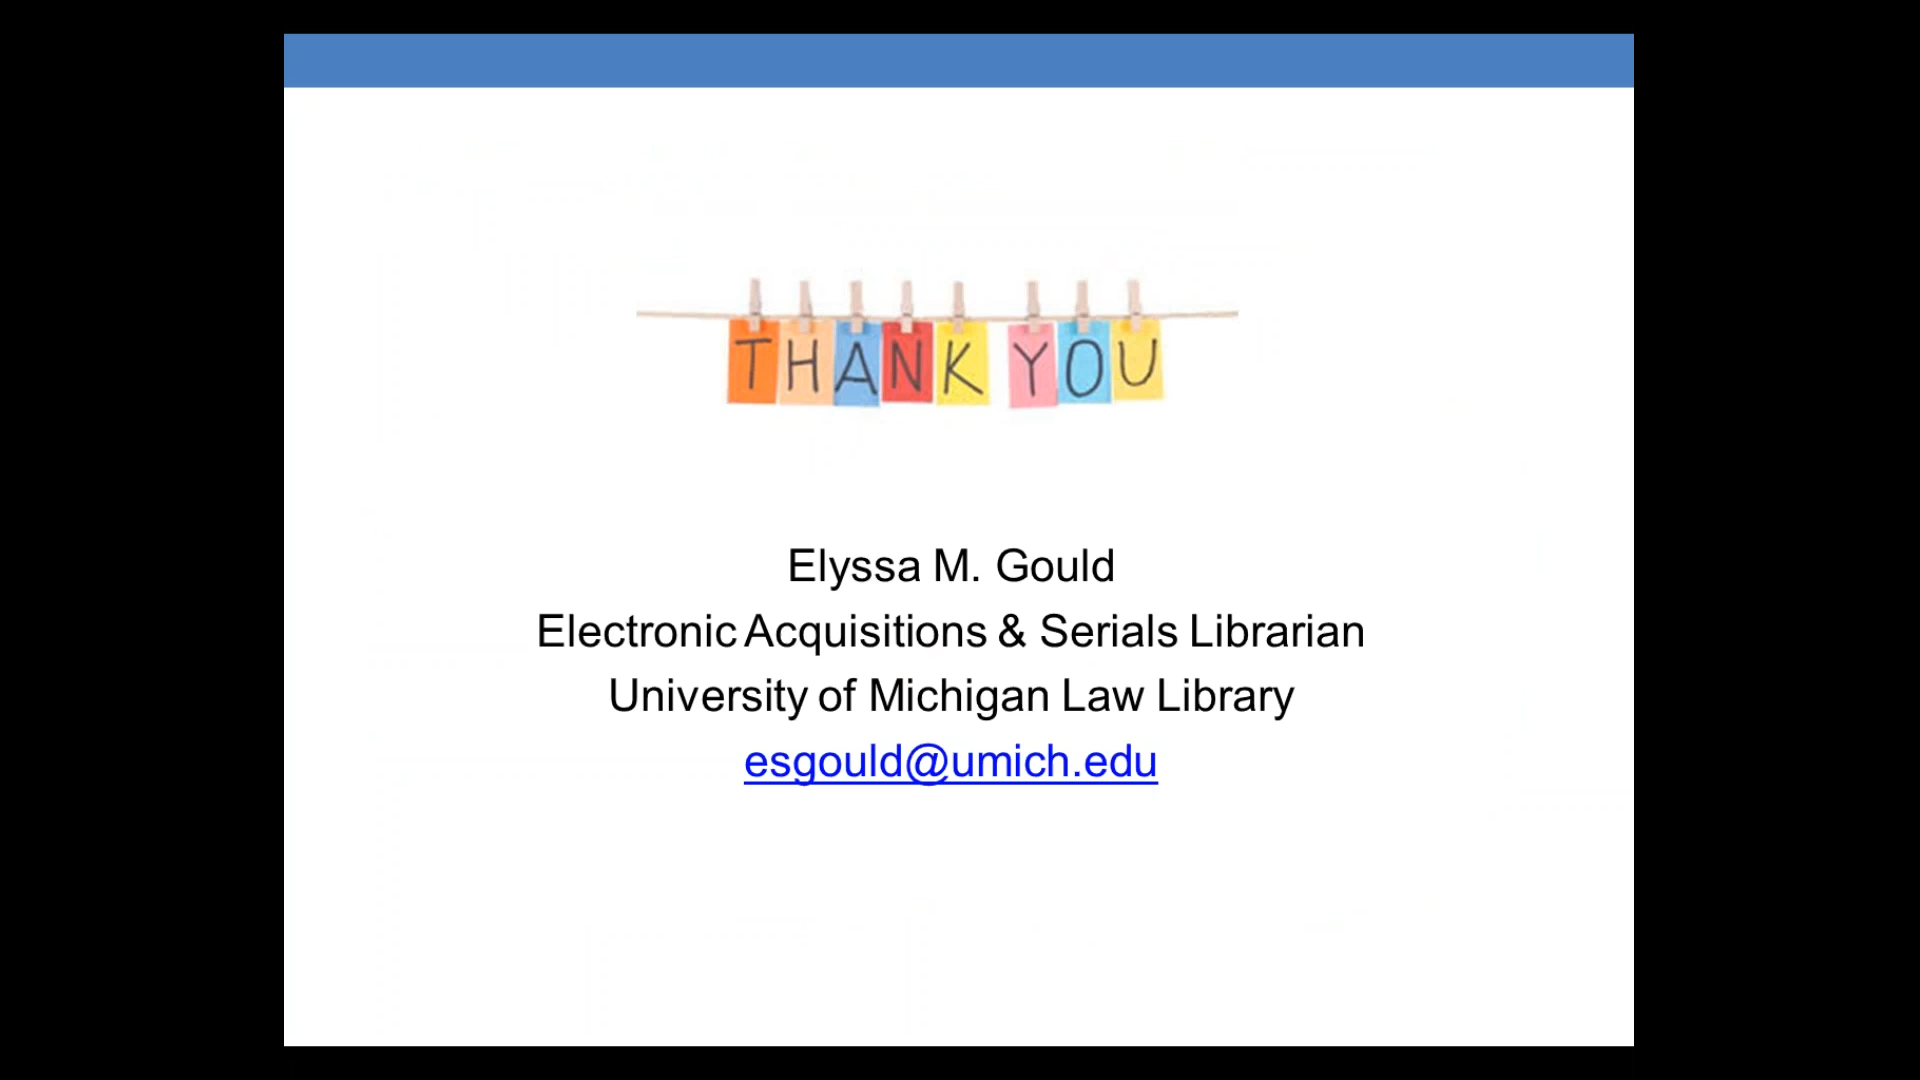 THANK YOU
Elyssa M. Gould
Electronic Acquisitions & Serials Librarian
University of Michigan Law Library
esgould@umich.edu